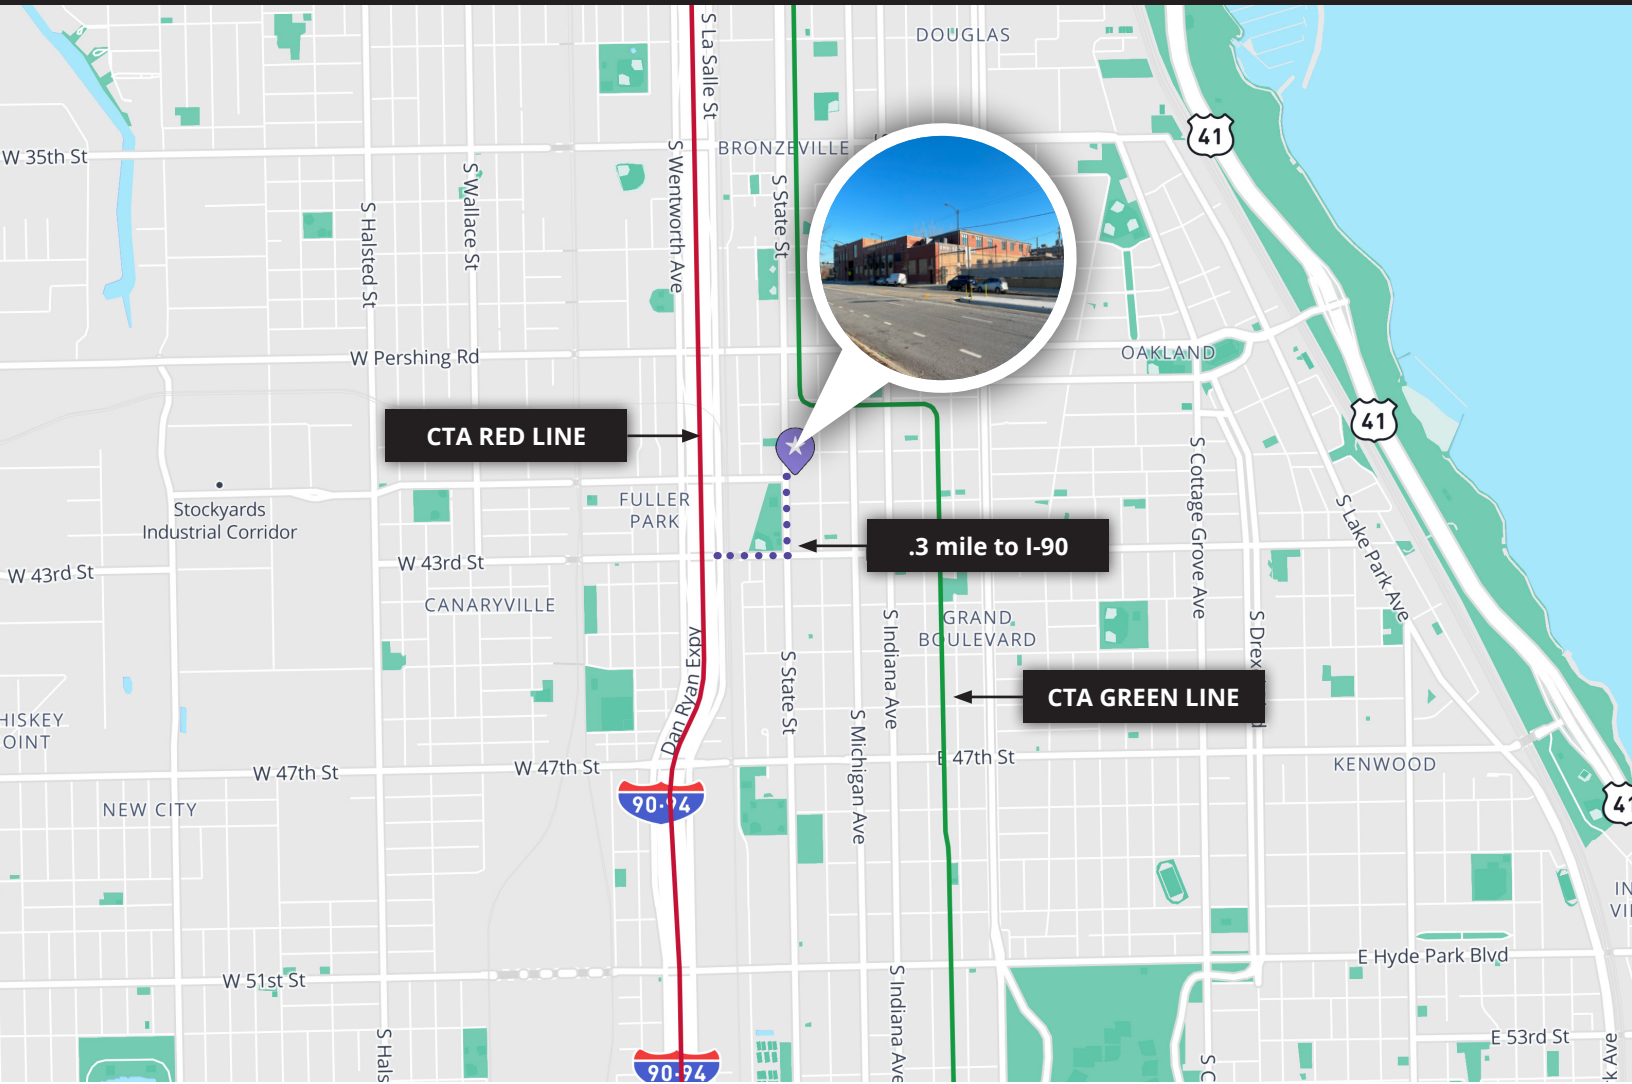 DOUGLAS
S La Salle St
41
W 35th St
BRONZEVILLE
S Wentworth Ave
S Wallace St
S State St
S Halsted St
W Pershing Rd
OAKLAND
41
CTA RED LINE
S Cottage Grove Ave
FULLER
PARK
Stockyards
Industrial Corridor
S Lake Park Ave
.3 mile to I-90
W 43rd St
W 43rd St
CANARYVILLE
GRAND
BOULEVARD
S Indiana Ave
Dan Ryan Expy
S State St
CTA GREEN LINE
HISKEY
OINT
S Michigan Ave
E 47th St
KENWOOD
W 47th St
W 47th St
90-94
41
NEW CITY
E Hyde Park Blvd
W 51st St
S Indiana Ave
E 53rd St
90-94